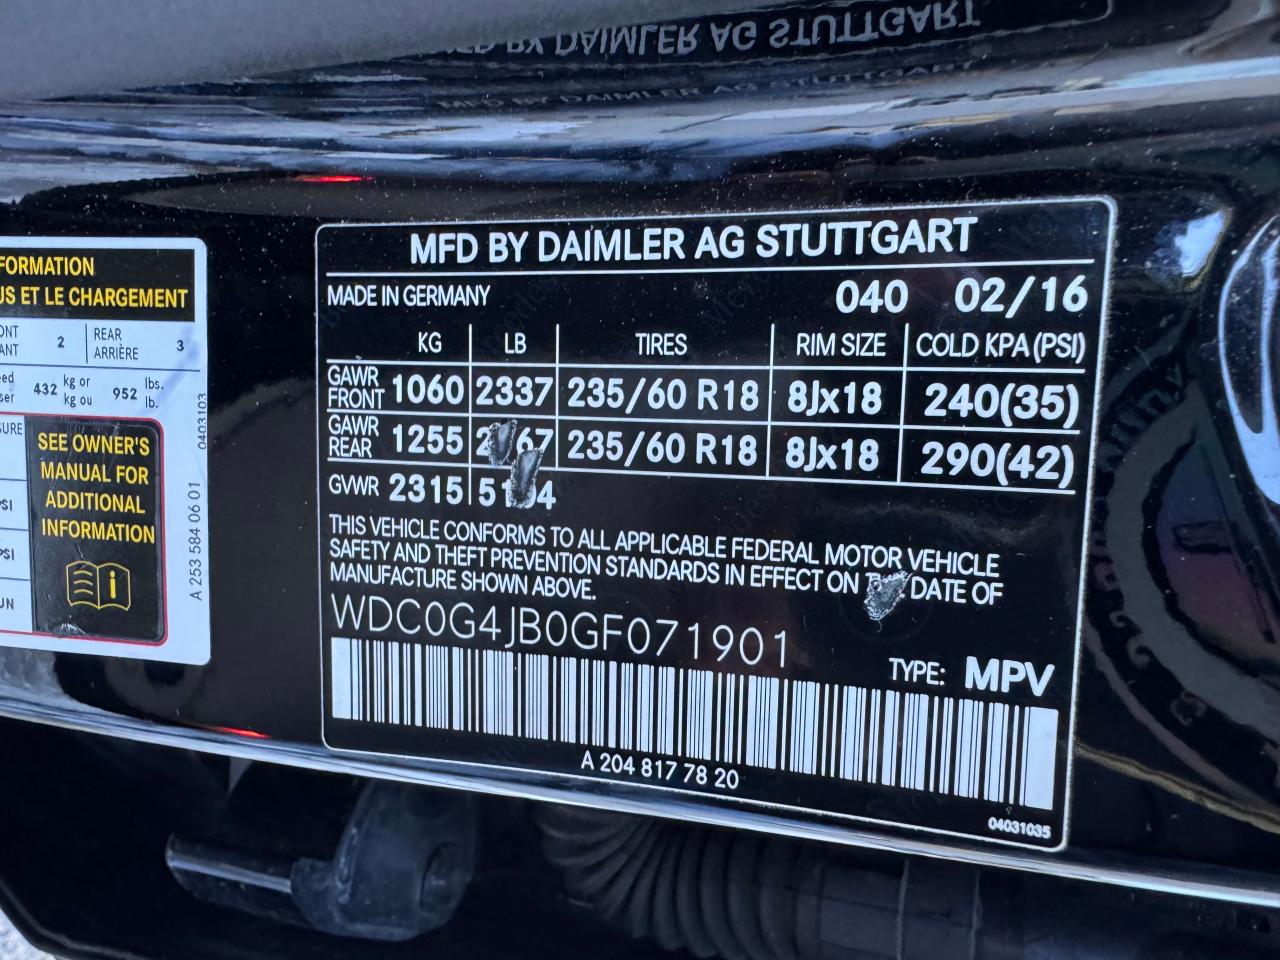 FORMATION
US ET LE CHARGEMENT
2 REAR ARRIÈRE 3
432 kg or kg ou 952 lbs. lb.
SEE OWNER'S
MANUAL FOR
ADDITIONAL
INFORMATION
0403103
A 253 584 06 01
MFD BY DAIMLER AG STUTTGART
MADE IN GERMANY 040 02/16
KG LB TIRES RIM SIZE COLD KPA (PSI)
GAWR FRONT 1060 2337 235/60 R18 8Jx18 240(35)
GAWR REAR 1255 235/60 R18 8Jx18 290(42)
GVWR 2315
THIS VEHICLE CONFORMS TO ALL APPLICABLE FEDERAL MOTOR VEHICLE
SAFETY AND THEFT PREVENTION STANDARDS IN EFFECT ON DATE OF
MANUFACTURE SHOWN ABOVE.
WDC0G4JB0GF071901
TYPE: MPV
A 204 817 78 20
04031035